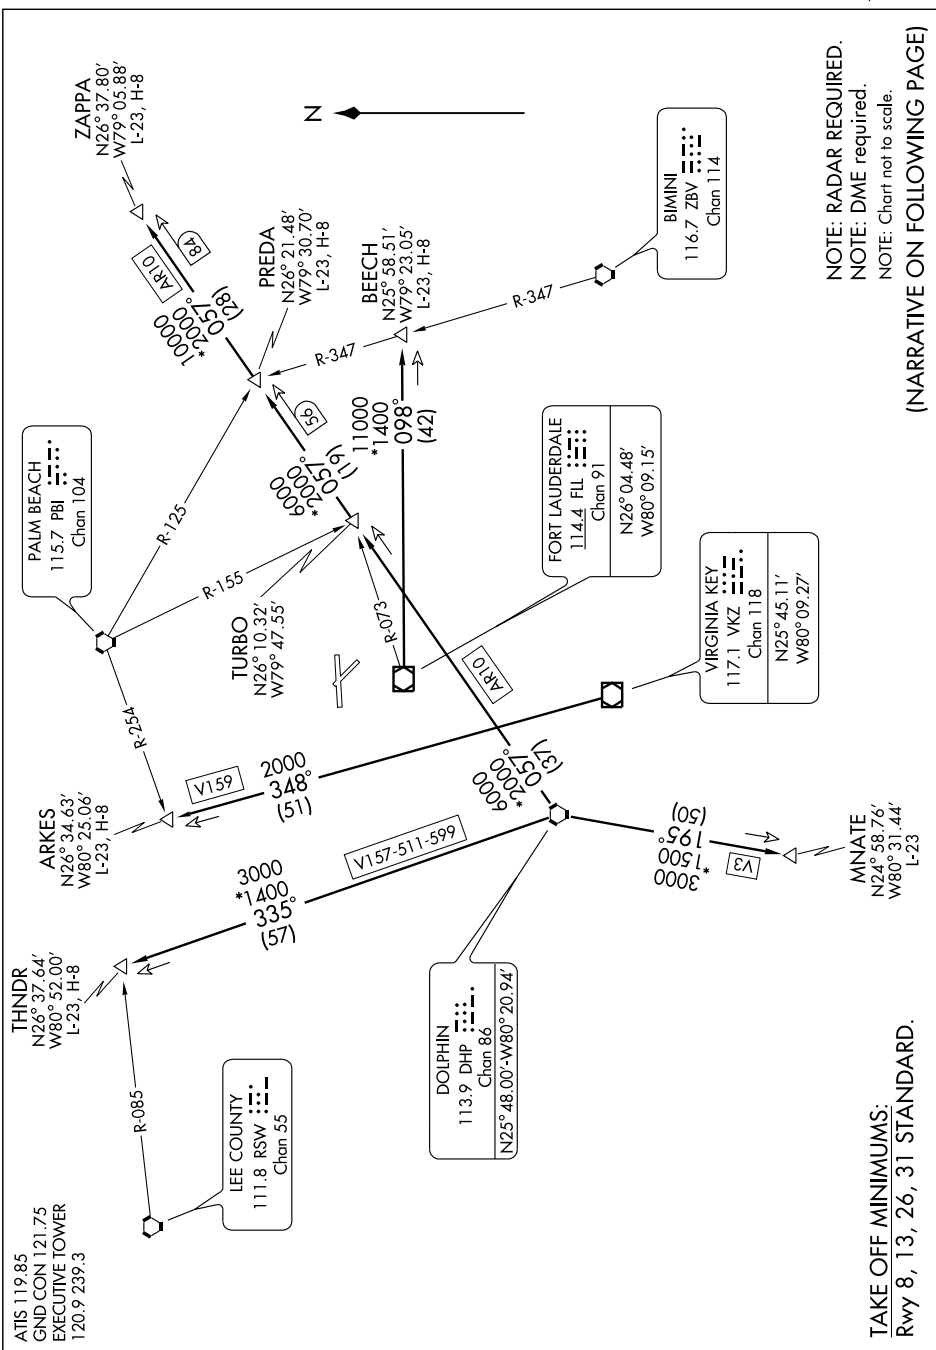 ATIS 119.85
GND CON 121.75
EXECUTIVE TOWER
120.9 239.3
THNDR
N26° 37.64′
W80° 52.00′
L-23, H-8
ARKES
N26° 34.63′
W80° 25.06′
L-23, H-8
PALM BEACH
115.7 PBI
Chan 104
ZAPPA
N26° 37.80′
W79° 05.88′
L-23, H-8
N
LEE COUNTY
111.8 RSW
Chan 55
R-085
R-254
R-155
R-125
3000
*1400
335°
(57)
V157-511-599
2000
348°
(51)
V159
TURBO
N26° 10.32′
W79° 47.55′
R-073
6000
*2000
057°
(19)
56
PREDA
N26° 21.48′
W79° 30.70′
L-23, H-8
10000
*2000
057°
(28)
AR10
84
BEECH
N25° 58.51′
W79° 23.05′
L-23, H-8
R-347
R-347
11000
*1400
098°
(42)
BIMINI
116.7 ZBV
Chan 114
FORT LAUDERDALE
114.4 FLL
Chan 91
N26° 04.48′
W80° 09.15′
VIRGINIA KEY
117.1 VKZ
Chan 118
N25° 45.11′
W80° 09.27′
6000
*2000
057°
(37)
AR10
DOLPHIN
113.9 DHP
Chan 86
N25° 48.00′-W80° 20.94′
3000
*1500
195°
(50)
V3
MNATE
N24° 58.76′
W80° 31.44′
L-23
TAKE OFF MINIMUMS:
Rwy 8, 13, 26, 31 STANDARD.
NOTE: RADAR REQUIRED.
NOTE: DME required.
NOTE: Chart not to scale.
(NARRATIVE ON FOLLOWING PAGE)